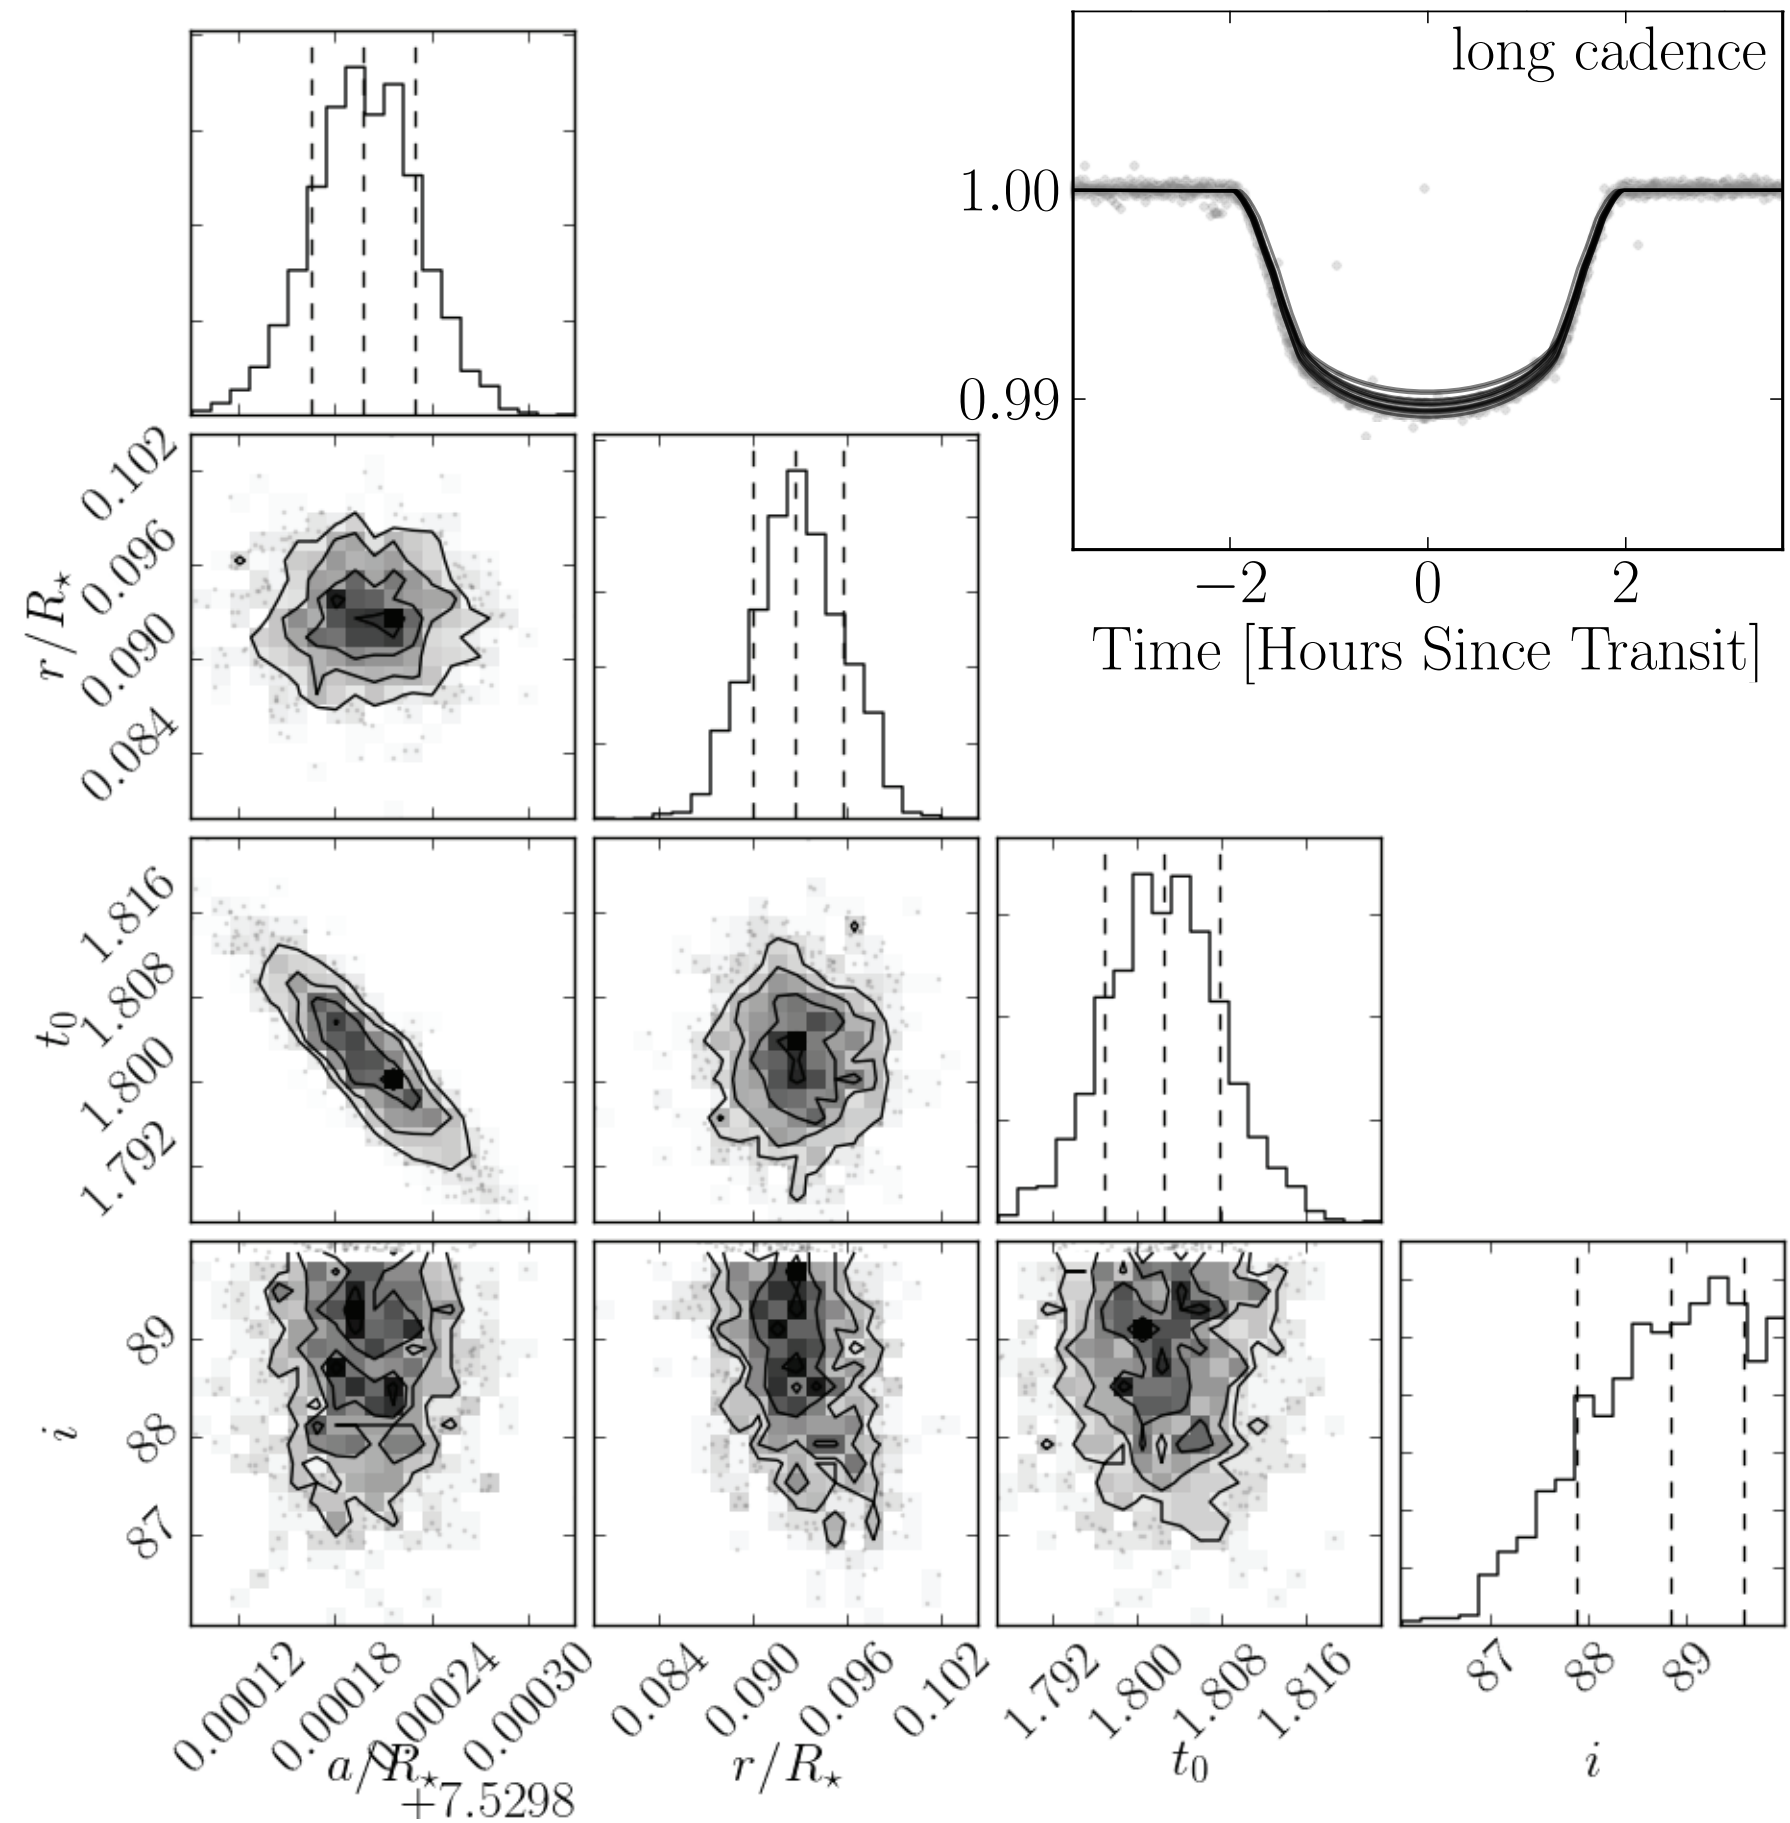 long cadence
1.00
0.99
−2 0 2
Time [Hours Since Transit]
0.102
0.096
0.090
0.084
r/R⋆
1.816
1.808
1.800
1.792
t₀
89
88
87
i
0.00012 0.00018 0.00024 0.00030
a/R⋆
+7.5298
0.084 0.090 0.096 0.102
r/R⋆
1.792 1.800 1.808 1.816
t₀
87 88 89
i